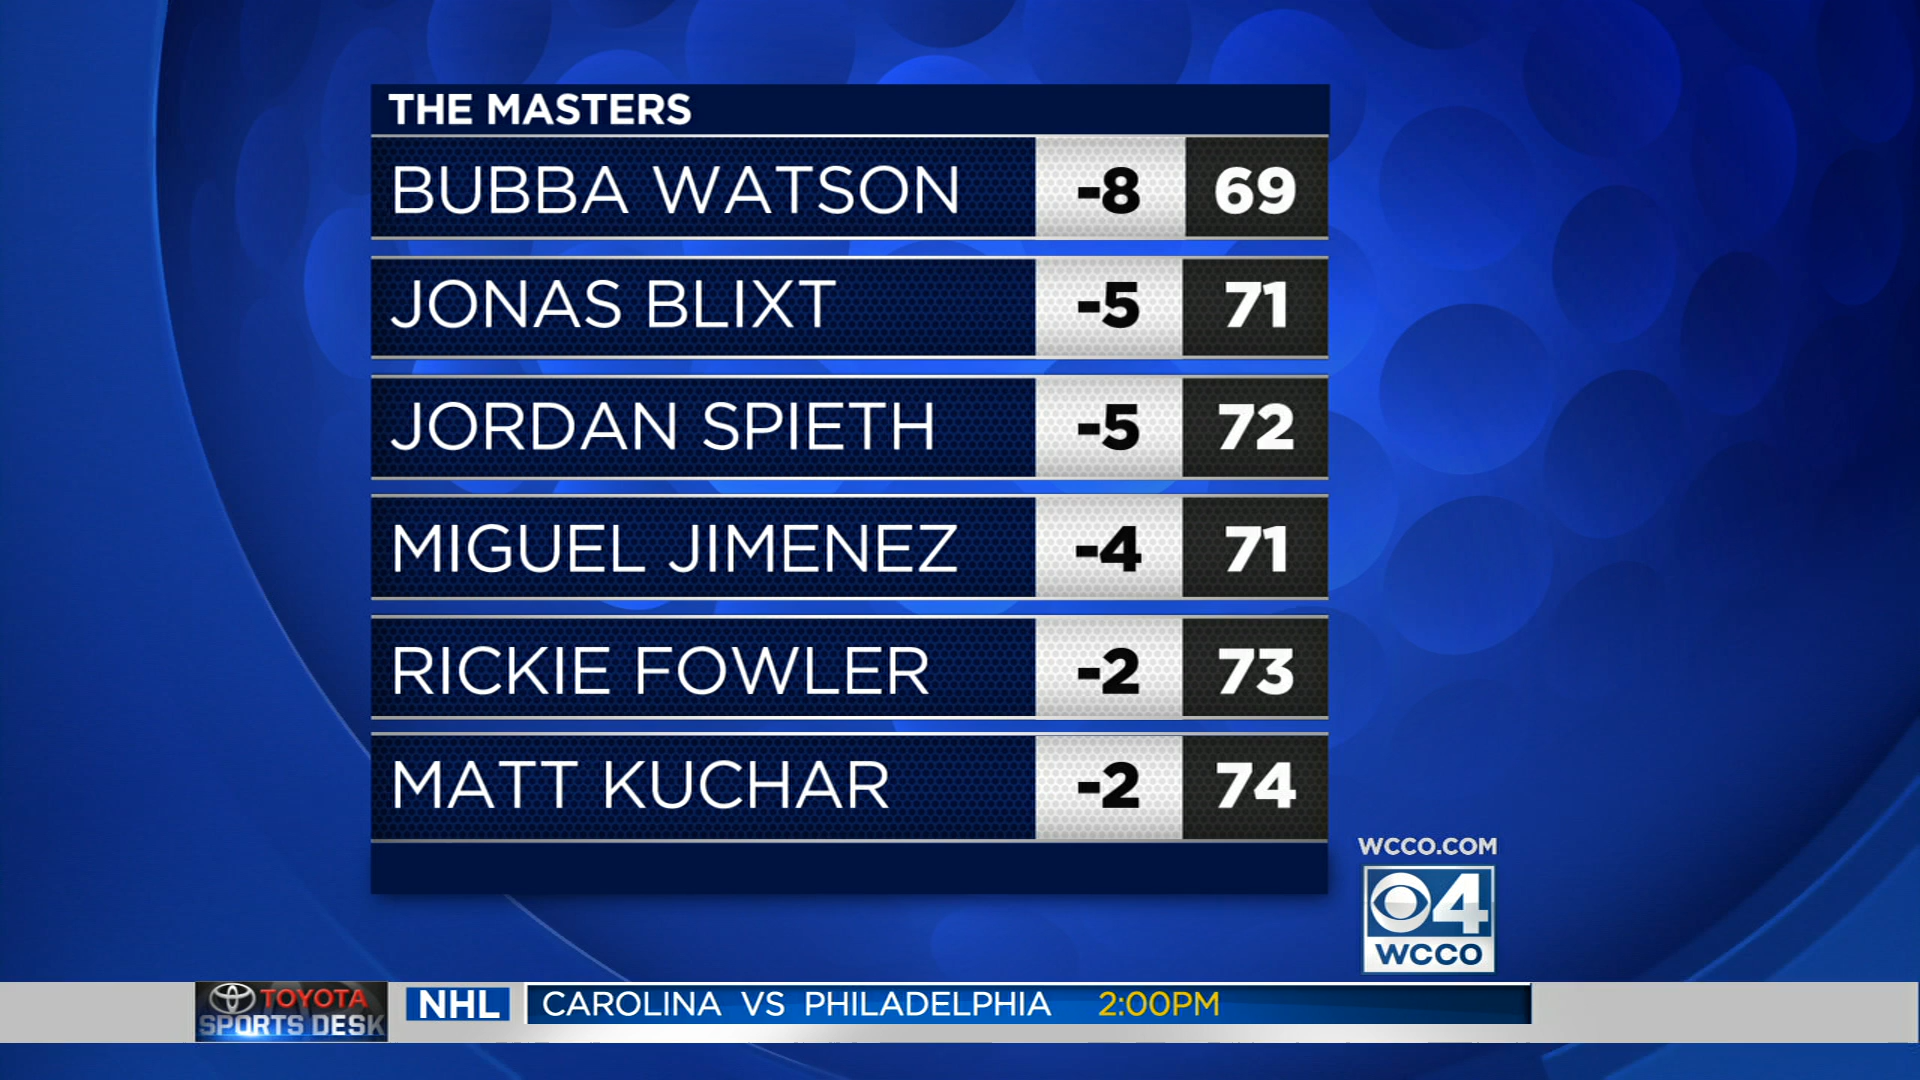 THE MASTERS
BUBBA WATSON -8 69
JONAS BLIXT -5 71
JORDAN SPIETH -5 72
MIGUEL JIMENEZ -4 71
RICKIE FOWLER -2 73
MATT KUCHAR -2 74
WCCO.COM
4
WCCO
TOYOTA
SPORTS DESK
NHL CAROLINA VS PHILADELPHIA 2:00PM